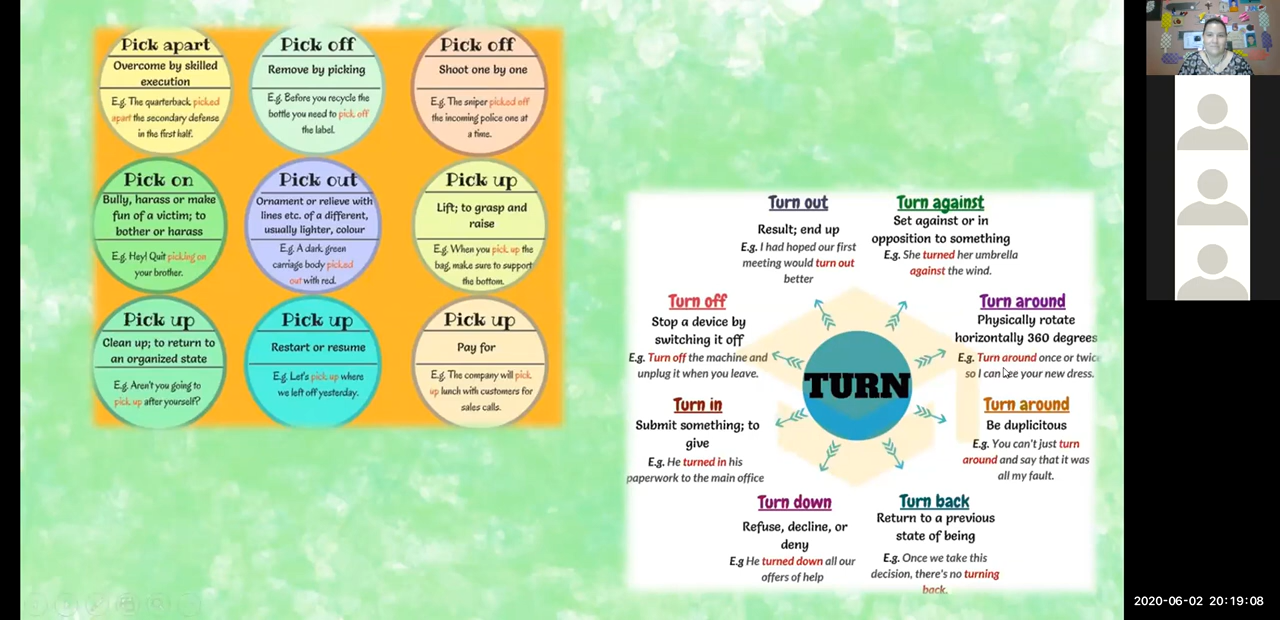 Pick apart
Overcome by skilled
execution
E.g. The quarterback picked
apart the secondary defense
in the first half.
Pick off
Remove by picking
E.g. Before you recycle the
bottle you need to pick off
the label.
Pick off
Shoot one by one
E.g. The sniper picked off
the incoming police one at
a time.
Pick on
Bully, harass or make
fun of a victim; to
bother or harass
E.g. Hey! Quit picking on
your brother.
Pick out
Ornament or relieve with
lines etc. of a different,
usually lighter, colour
E.g. A dark green
carriage body picked
out with red.
Pick up
Lift; to grasp and
raise
E.g. When you pick up the
bag, make sure to support
the bottom.
Pick up
Clean up; to return to
an organized state
E.g. Aren't you going to
pick up after yourself?
Pick up
Restart or resume
E.g. Let's pick up where
we left off yesterday.
Pick up
Pay for
E.g. The company will pick
up lunch with customers for
sales calls.
Turn out
Result; end up
E.g. I had hoped our first
meeting would turn out
better
Turn against
Set against or in
opposition to something
E.g. She turned her umbrella
against the wind.
Turn off
Stop a device by
switching it off
E.g. Turn off the machine and
unplug it when you leave.
Turn around
Physically rotate
horizontally 360 degrees
E.g. Turn around once or twice
so I can see your new dress.
TURN
Turn in
Submit something; to
give
E.g. He turned in his
paperwork to the main office
Turn around
Be duplicitous
E.g. You can't just turn
around and say that it was
all my fault.
Turn down
Refuse, decline, or
deny
E.g He turned down all our
offers of help
Turn back
Return to a previous
state of being
E.g. Once we take this
decision, there's no turning
back.
2020-06-02 20:19:08